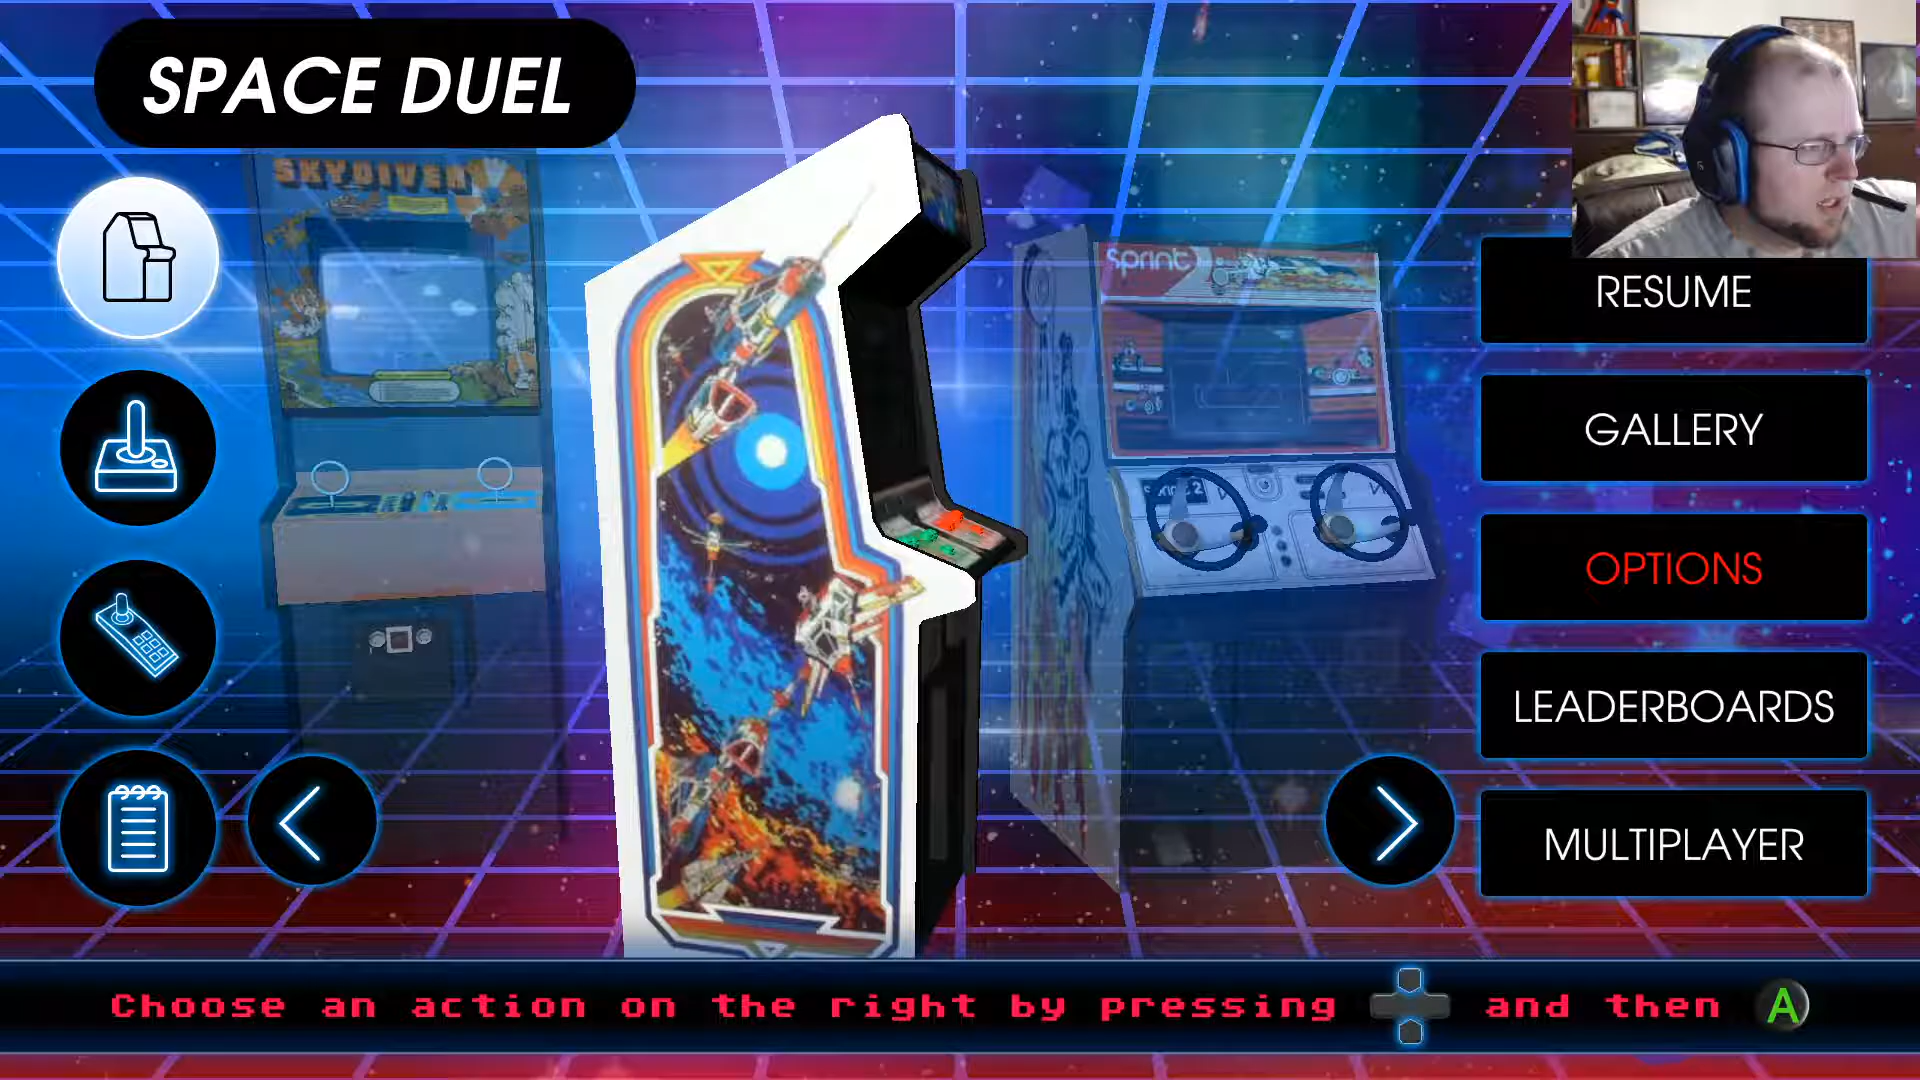 SPACE DUEL
SKYDIVER
sprint
RESUME
GALLERY
OPTIONS
LEADERBOARDS
MULTIPLAYER
Choose an action on the right by pressing and then A